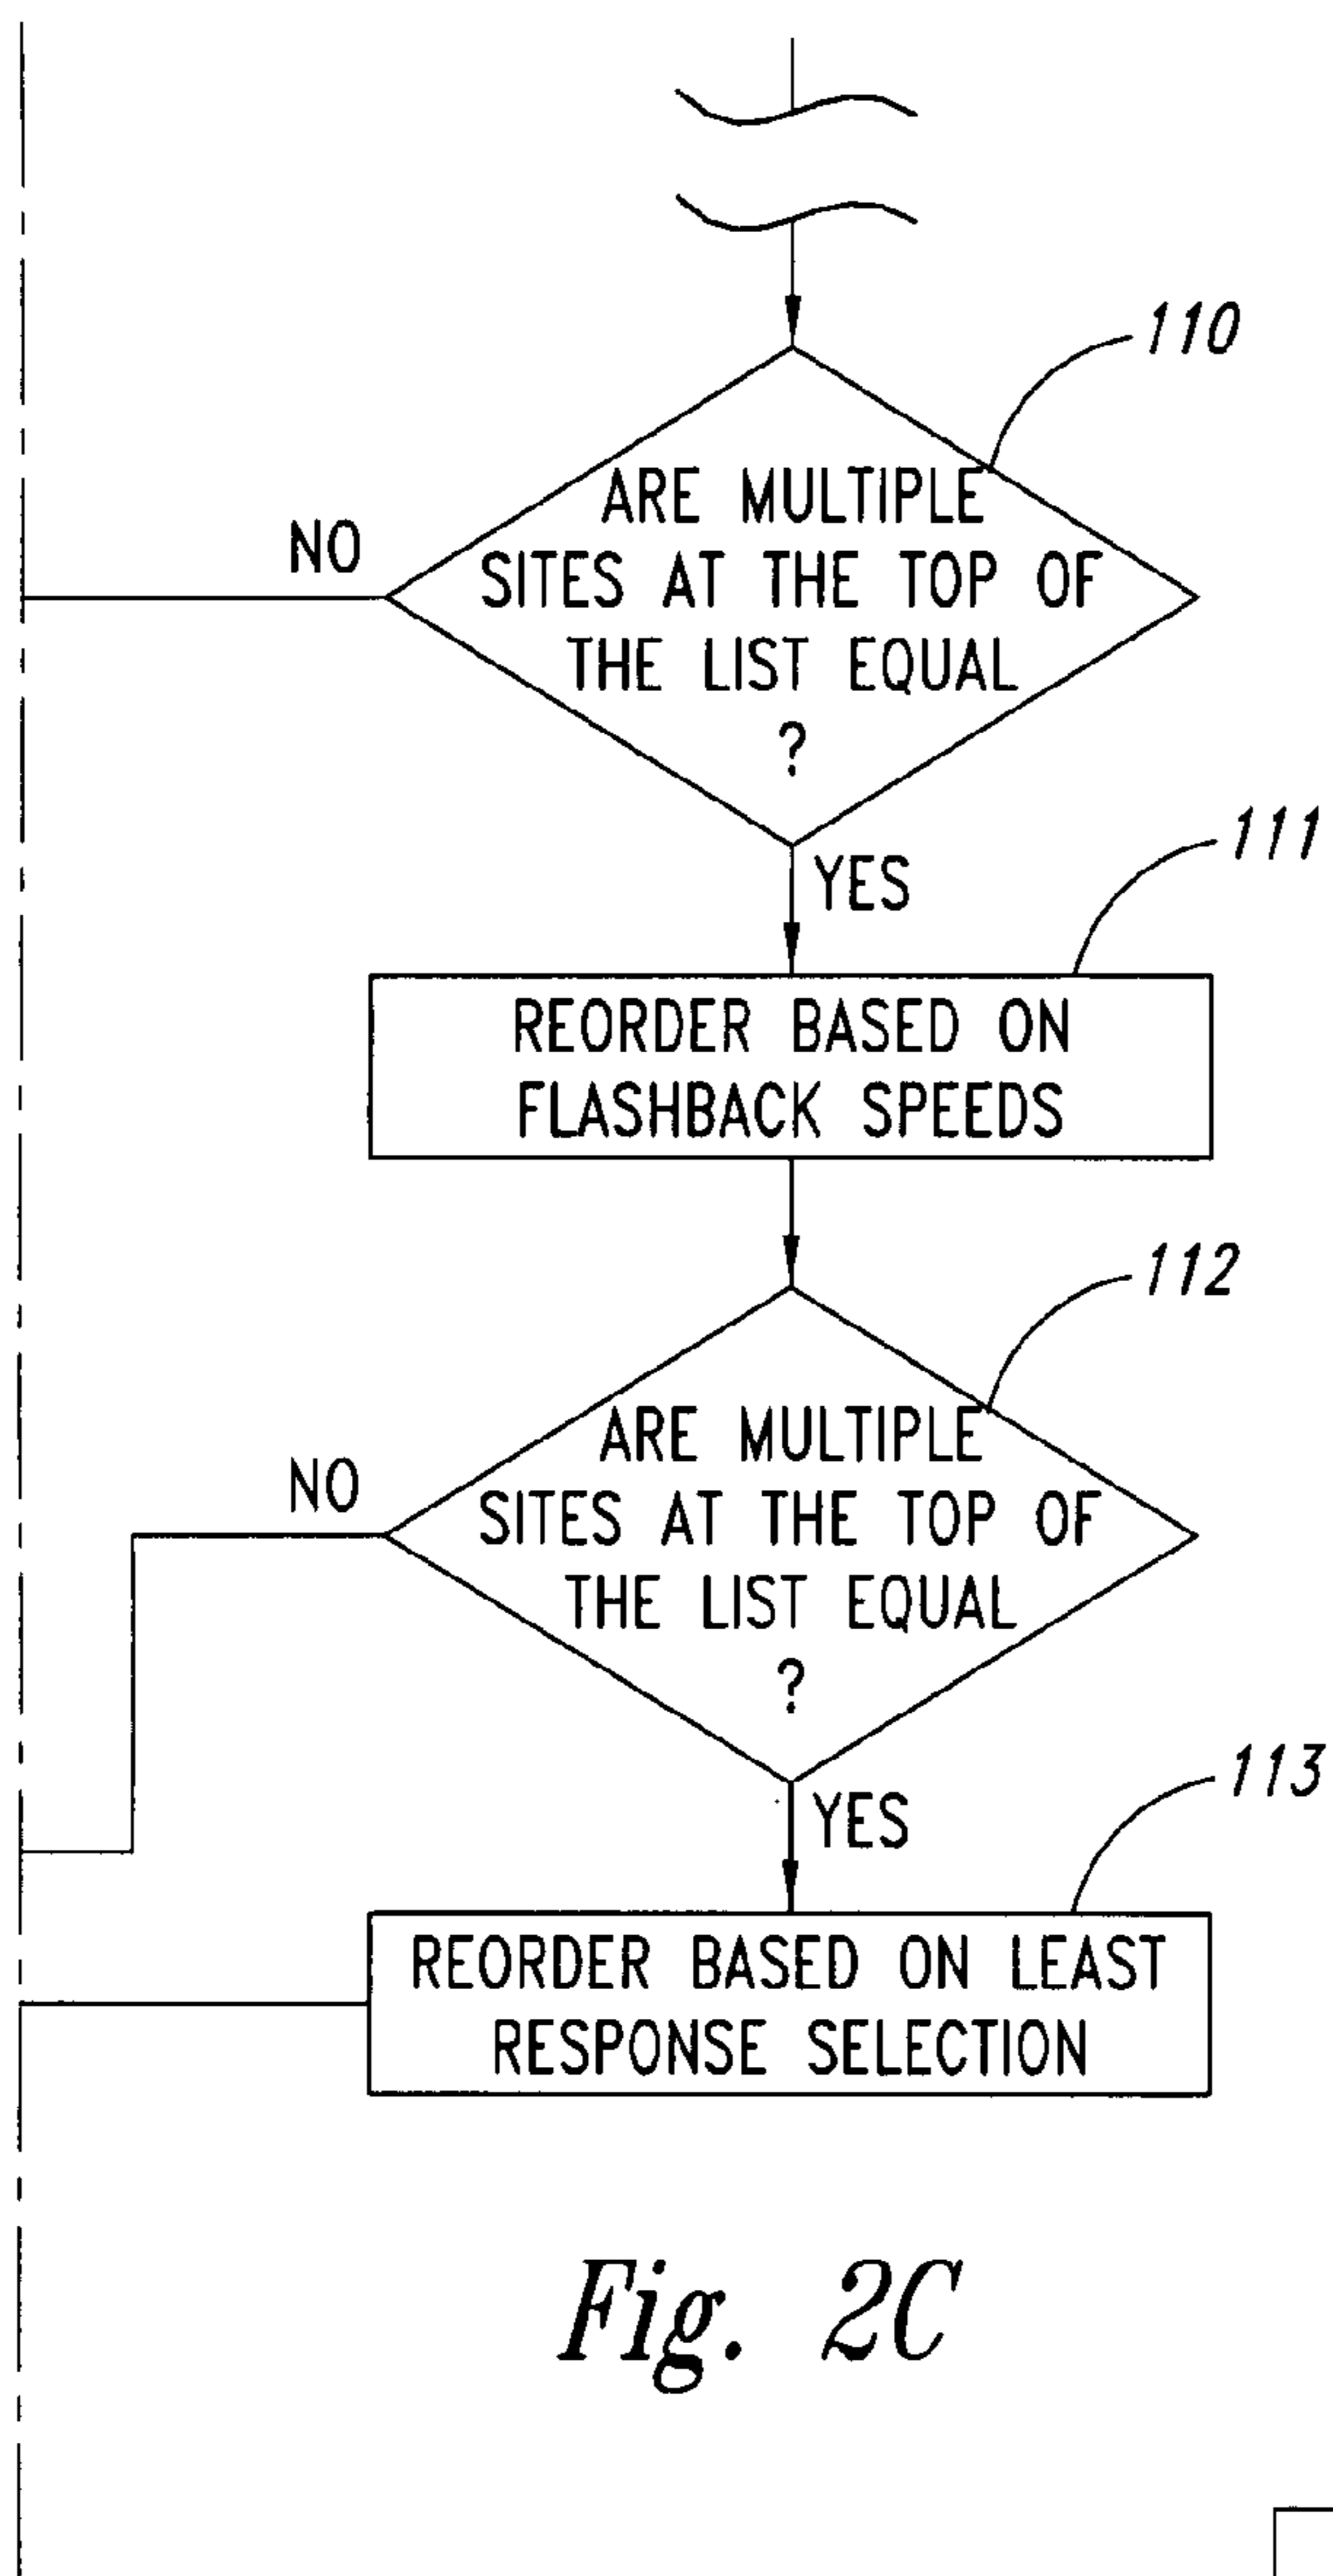 110
ARE MULTIPLE
SITES AT THE TOP OF
THE LIST EQUAL
?
NO
YES
111
REORDER BASED ON
FLASHBACK SPEEDS
112
ARE MULTIPLE
SITES AT THE TOP OF
THE LIST EQUAL
?
NO
YES
113
REORDER BASED ON LEAST
RESPONSE SELECTION
Fig. 2C